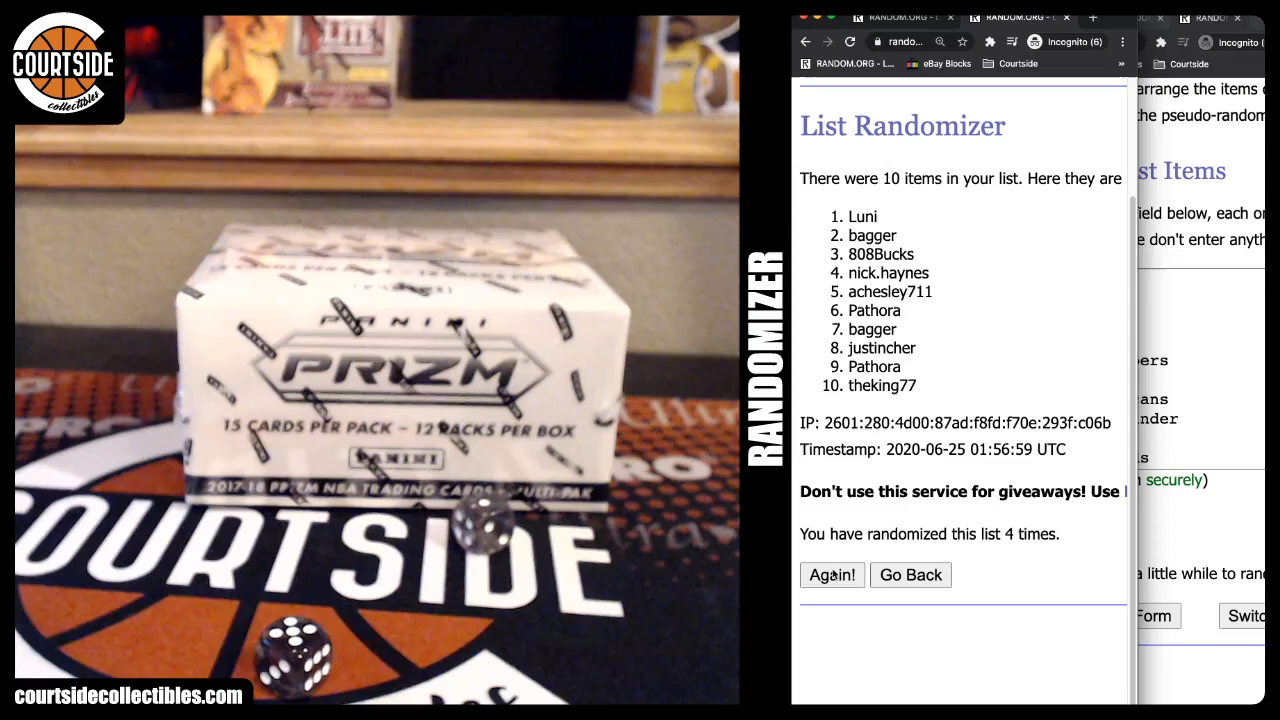 COURTSIDE
collectibles
LITE
PANINI
PRIZM
15 CARDS PER PACK – 12 PACKS PER BOX
PANINI
2017-18 PRIZM NBA TRADING CARDS
COURTSIDE
courtsidecollectibles.com
RANDOMIZER
RANDOM.ORG - L
RANDOM.ORG - L
RANDO
rando...
Incognito (6)
Incognito (
RANDOM.ORG - L...
eBay Blocks
Courtside
»
Courtside
List Randomizer
There were 10 items in your list. Here they are
1. Luni
2. bagger
3. 808Bucks
4. nick.haynes
5. achesley711
6. Pathora
7. bagger
8. justincher
9. Pathora
10. theking77
IP: 2601:280:4d00:87ad:f8fd:f70e:293f:c06b
Timestamp: 2020-06-25 01:56:59 UTC
Don't use this service for giveaways! Use
You have randomized this list 4 times.
Again! Go Back
arrange the items
the pseudo-random
st Items
ield below, each
e don't enter anyth
ers
ans
nder
s
securely)
a little while to
Form
Switc